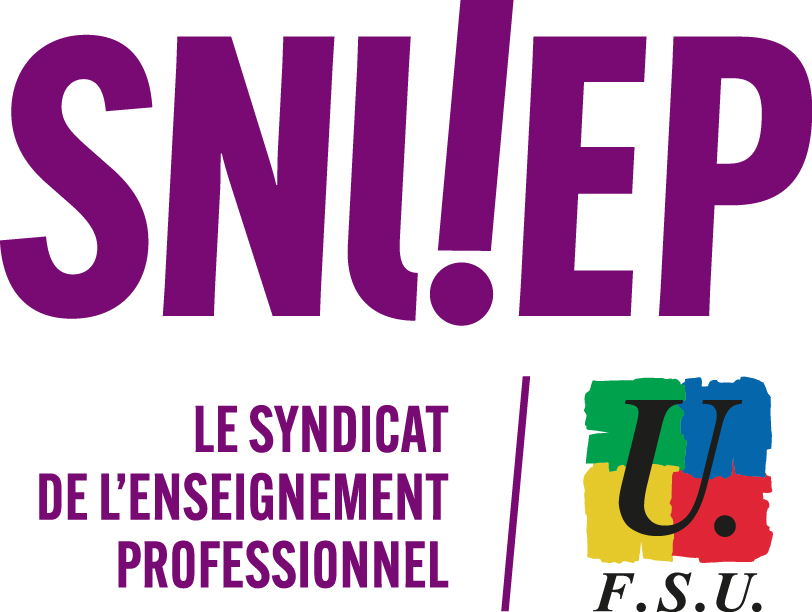 SNUEP
LE SYNDICAT
DE L'ENSEIGNEMENT
PROFESSIONNEL
U.
F.S.U.